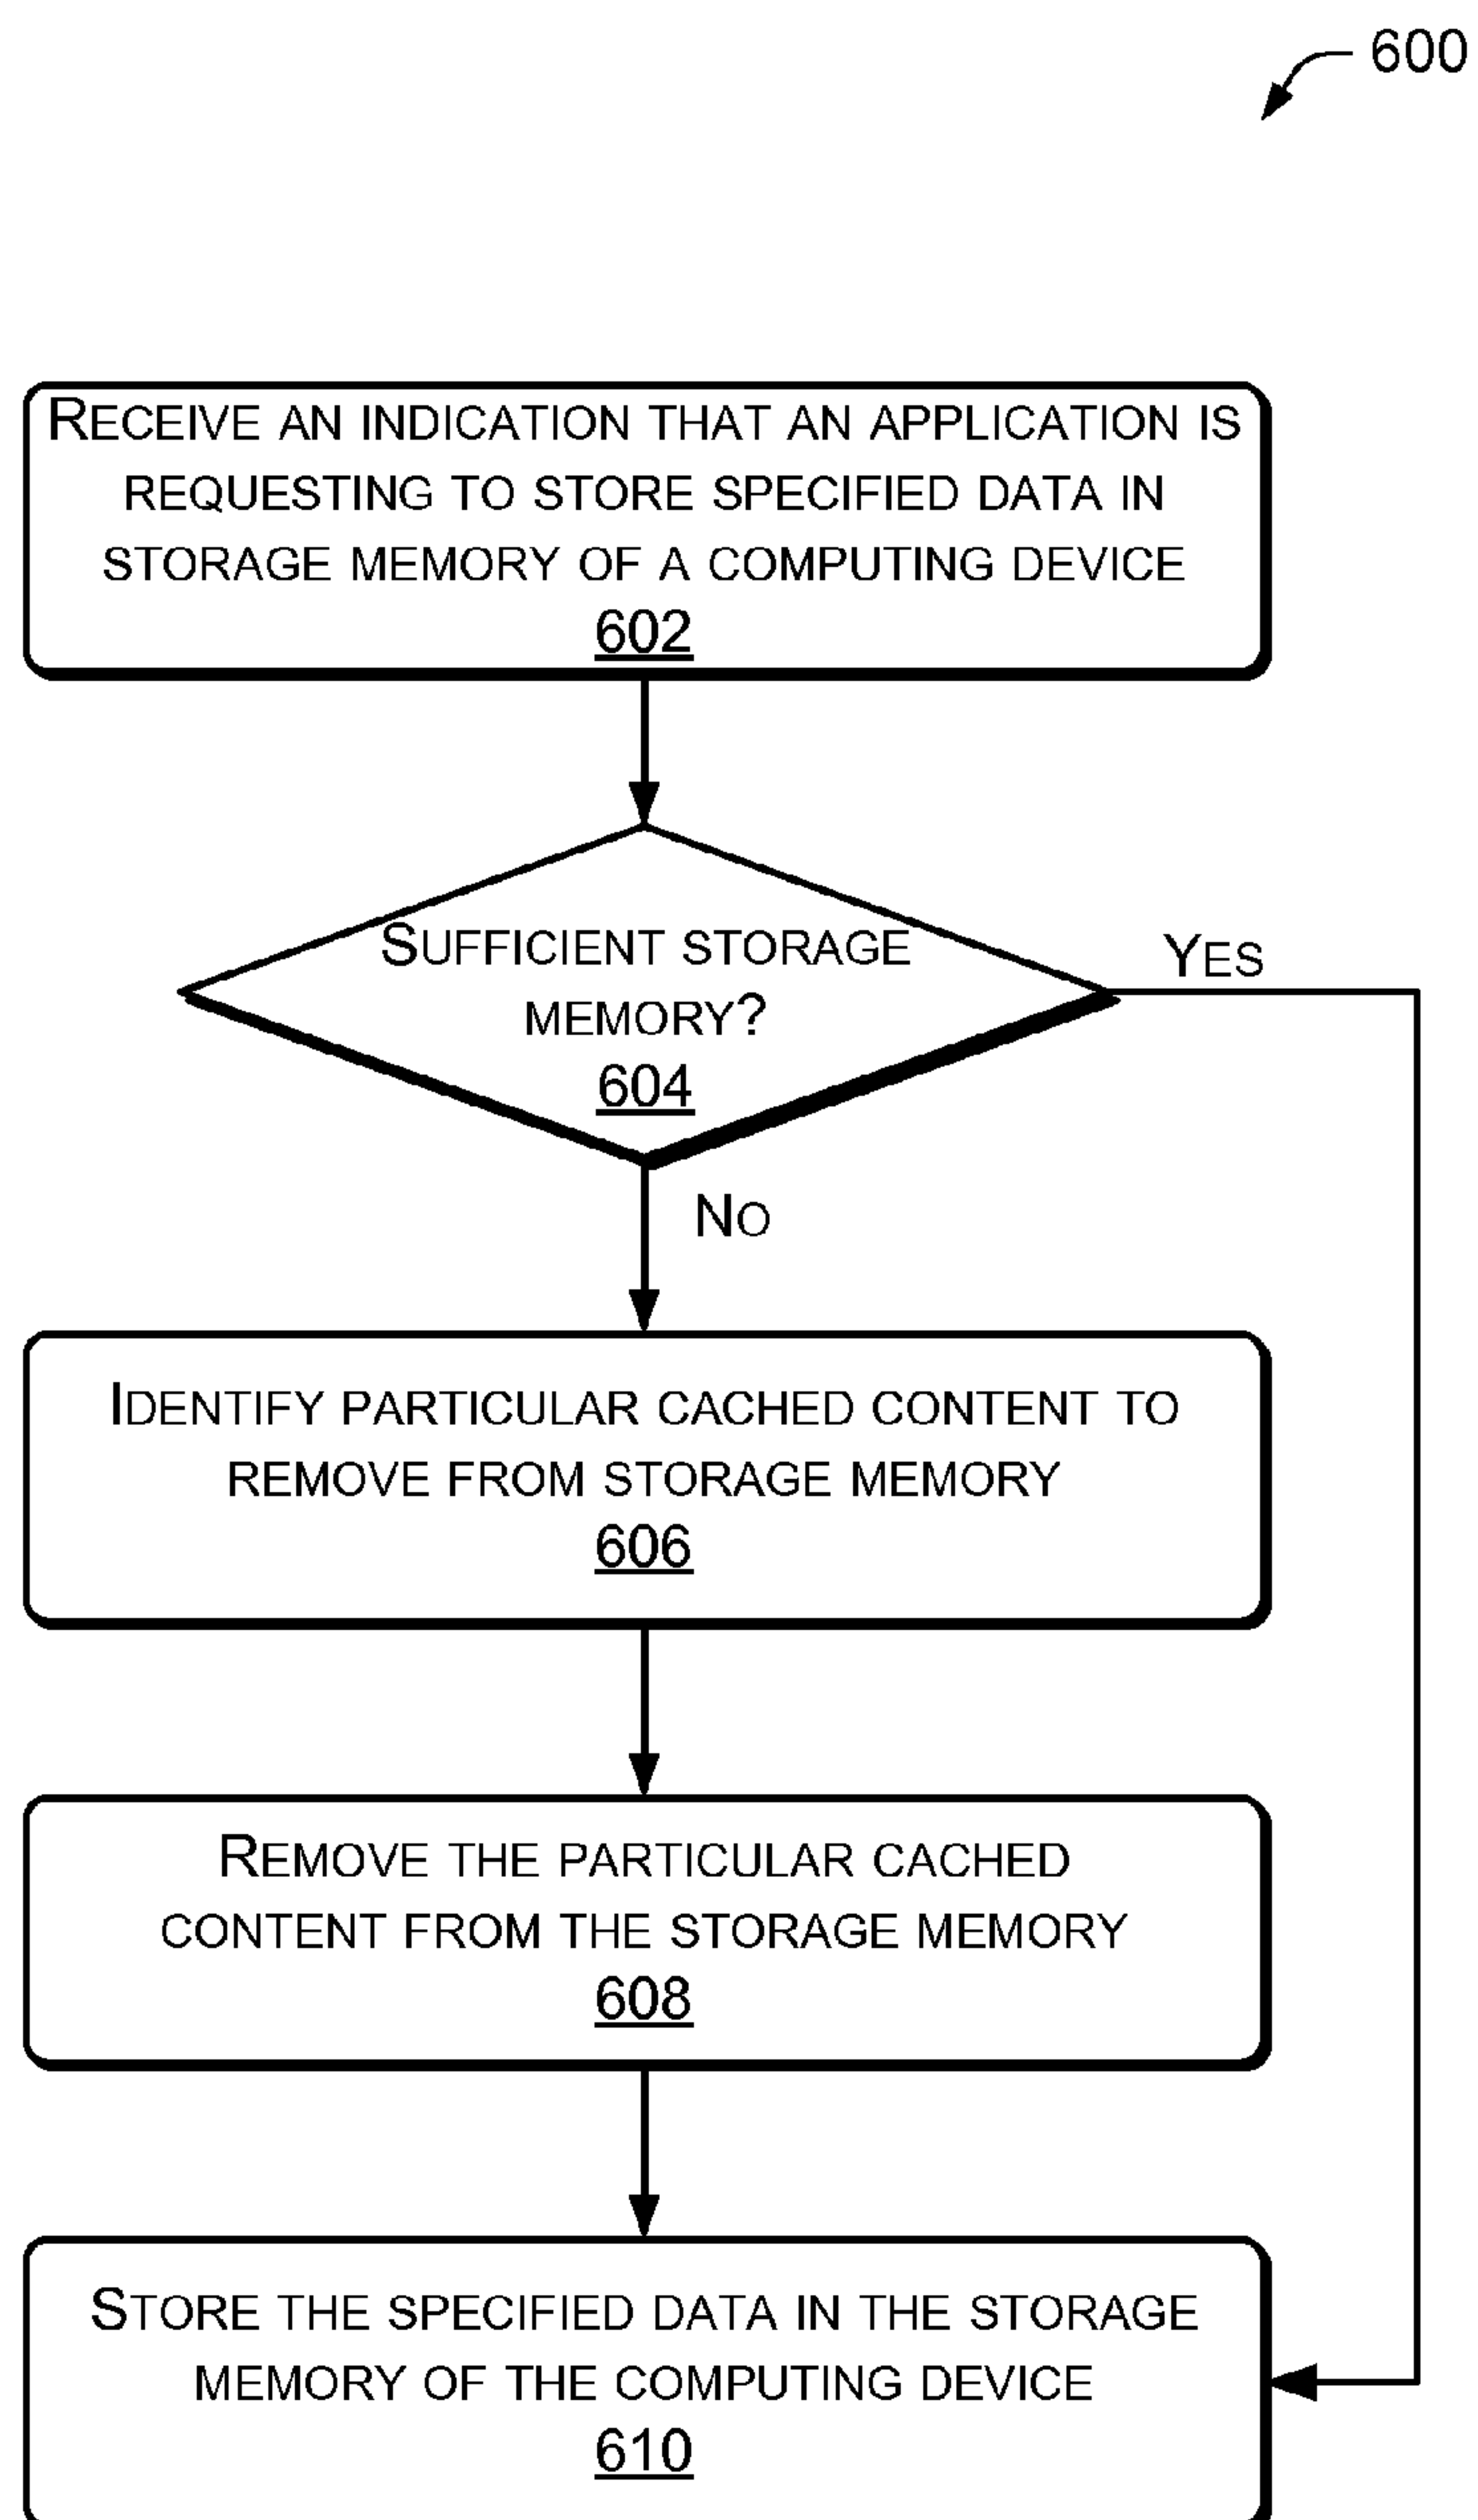 600
RECEIVE AN INDICATION THAT AN APPLICATION IS
REQUESTING TO STORE SPECIFIED DATA IN
STORAGE MEMORY OF A COMPUTING DEVICE
602
SUFFICIENT STORAGE
MEMORY?
604
YES
NO
IDENTIFY PARTICULAR CACHED CONTENT TO
REMOVE FROM STORAGE MEMORY
606
REMOVE THE PARTICULAR CACHED
CONTENT FROM THE STORAGE MEMORY
608
STORE THE SPECIFIED DATA IN THE STORAGE
MEMORY OF THE COMPUTING DEVICE
610